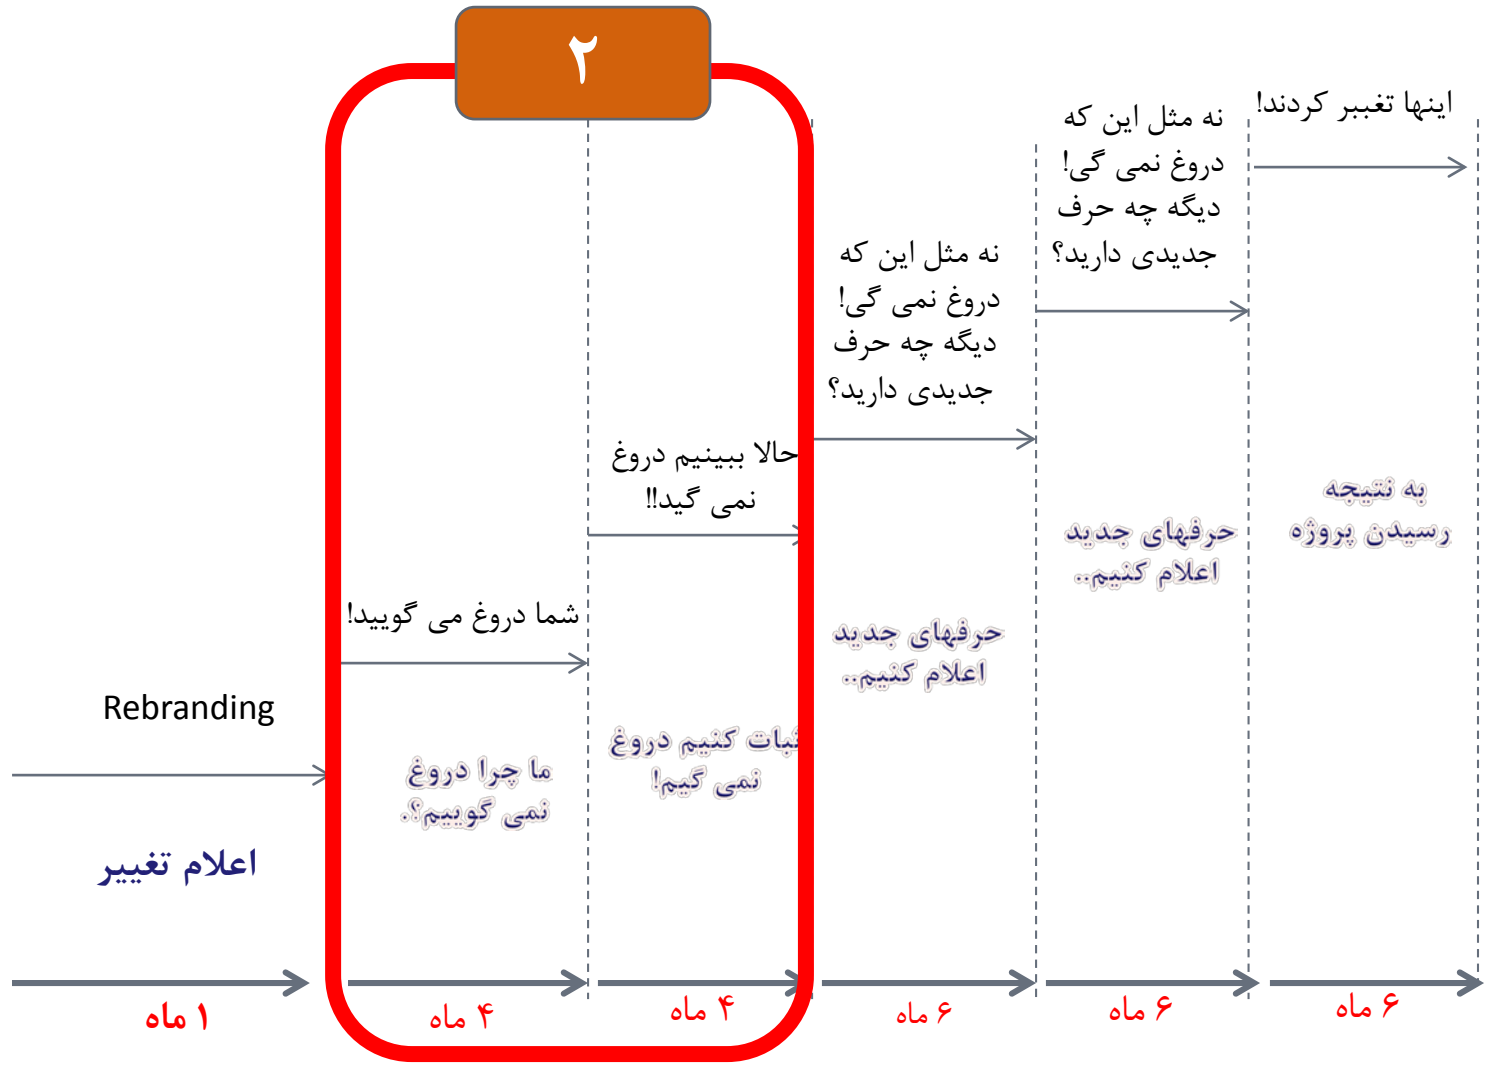 ۲
Rebranding
اعلام تغییر
۱ ماه
شما دروغ می گویید!
ما چرا دروغ
نمی گوییم؟.
۴ ماه
حالا ببینیم دروغ
نمی گید!!
ثبات کنیم دروغ
نمی گیم!
۴ ماه
نه مثل این که
دروغ نمی گی!
دیگه چه حرف
جدیدی دارید؟
حرفهای جدید
اعلام کنیم..
۶ ماه
نه مثل این که
دروغ نمی گی!
دیگه چه حرف
جدیدی دارید؟
حرفهای جدید
اعلام کنیم..
۶ ماه
اینها تغببر کردند!
به نتیجه
رسیدن پروژه
۶ ماه